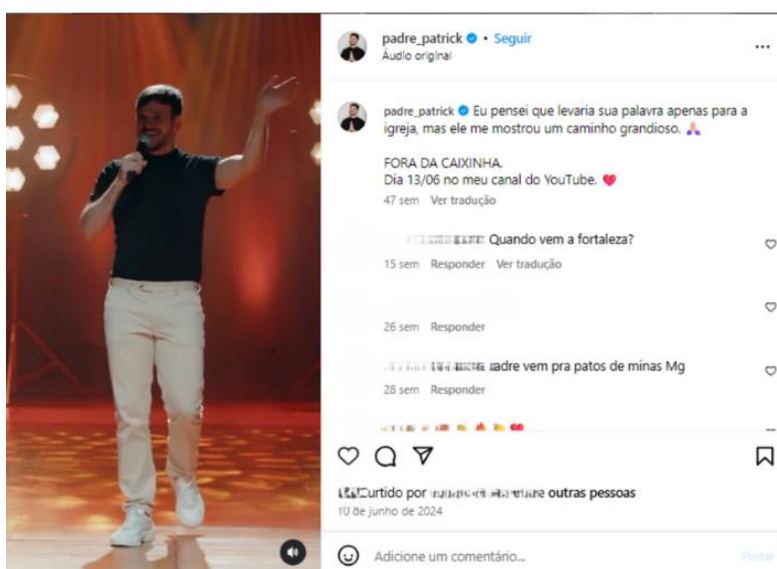 padre_patrick • Seguir
Áudio original
padre_patrick Eu pensei que levaria sua palavra apenas para a
igreja, mas ele me mostrou um caminho grandioso. 🙏
FORA DA CAIXINHA.
Dia 13/06 no meu canal do YouTube. ❤
47 sem Ver tradução
Quando vem a fortaleza?
15 sem Responder Ver tradução
26 sem Responder
vem pra patos de minas Mg
28 sem Responder
Curtido por outras pessoas
10 de junho de 2024
Adicione um comentário...
Postar